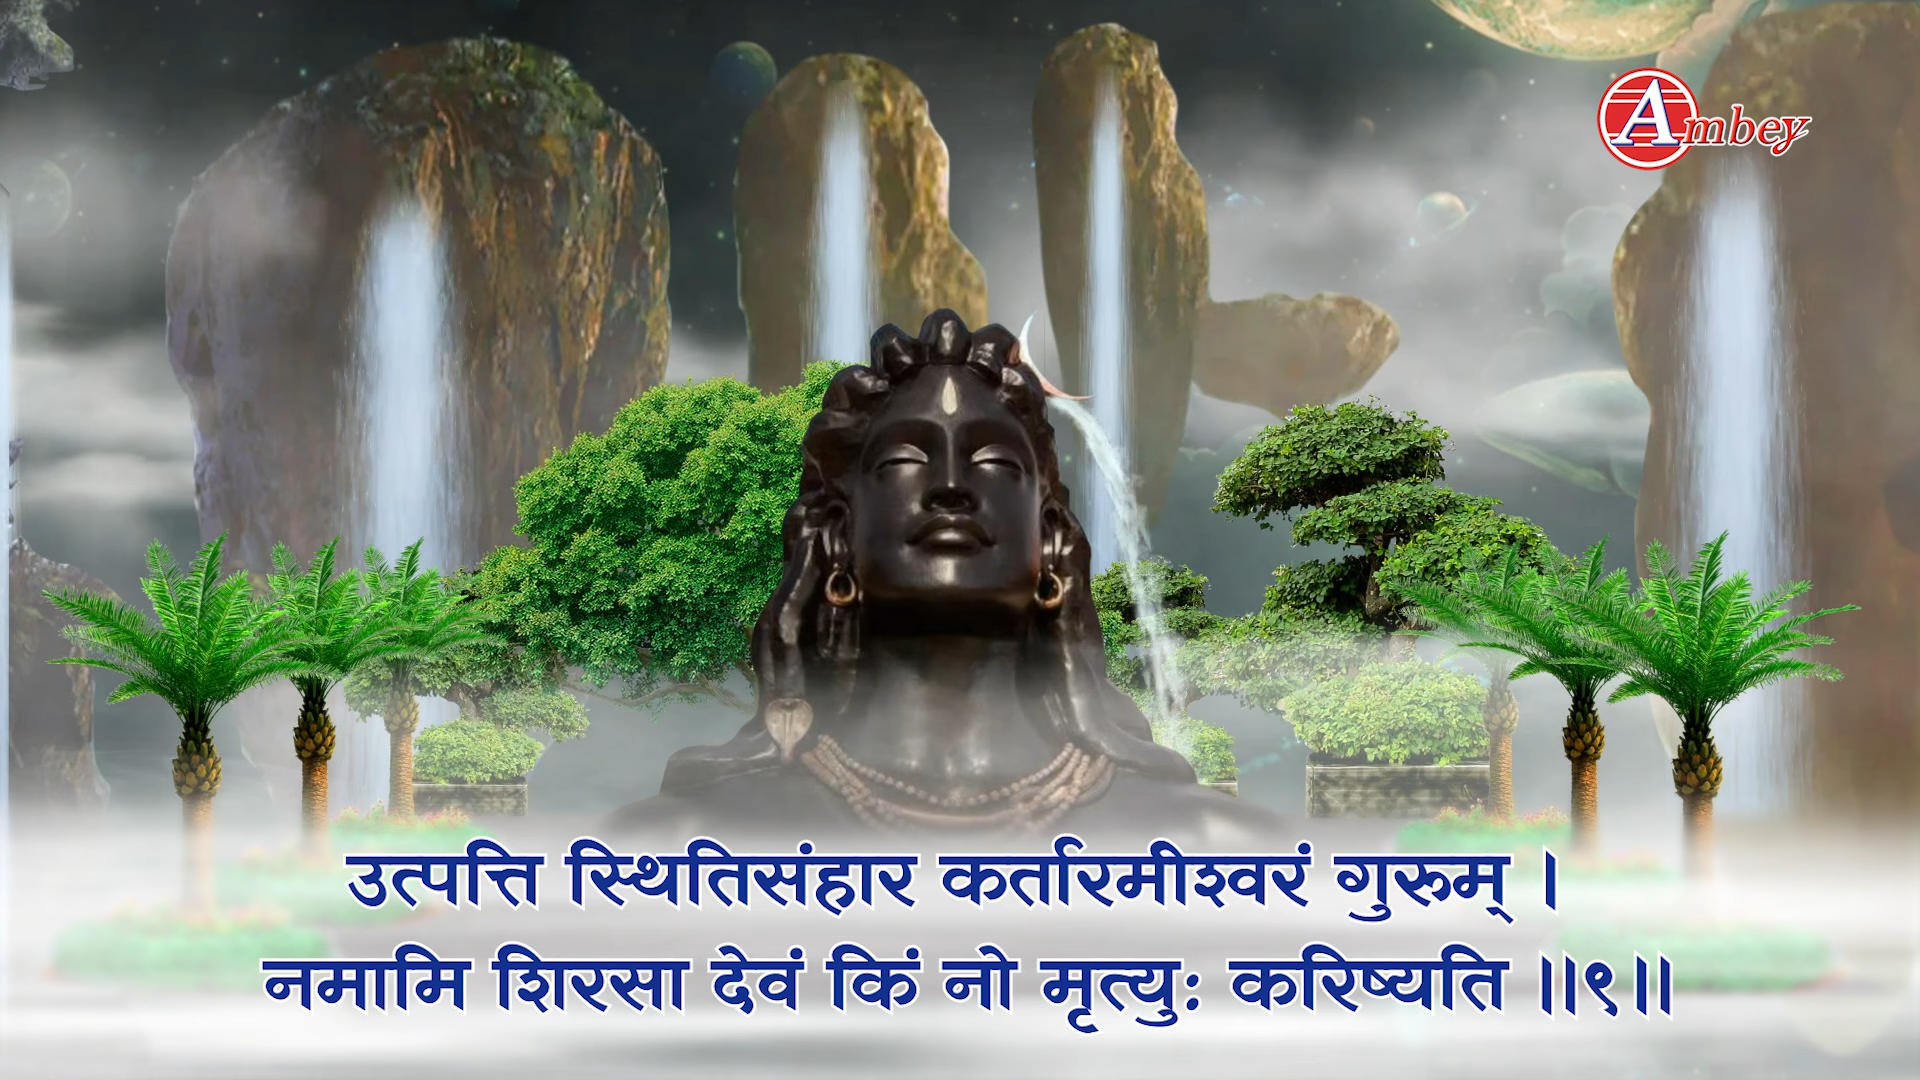 Ambey
उत्पत्ति स्थितिसंहार कर्तारमीश्वरं गुरुम् ।
नमामि शिरसा देवं किं नो मृत्युः करिष्यति ॥९॥